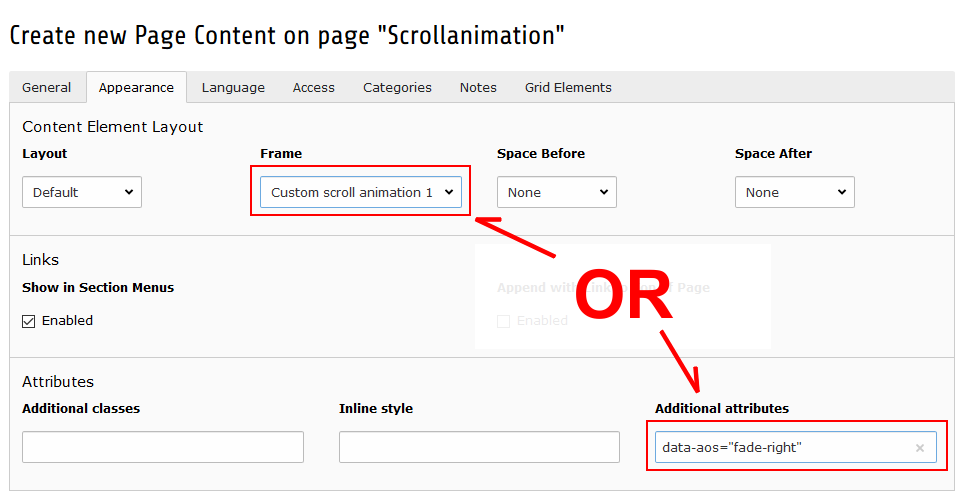 Create new Page Content on page "Scrollanimation"
General Appearance Language Access Categories Notes Grid Elements
Content Element Layout
Layout Frame Space Before Space After
Default Custom scroll animation 1 None None
Links
Show in Section Menus Append with Link to Page
Enabled Enabled
OR
Attributes
Additional classes Inline style Additional attributes
data-aos="fade-right" ×